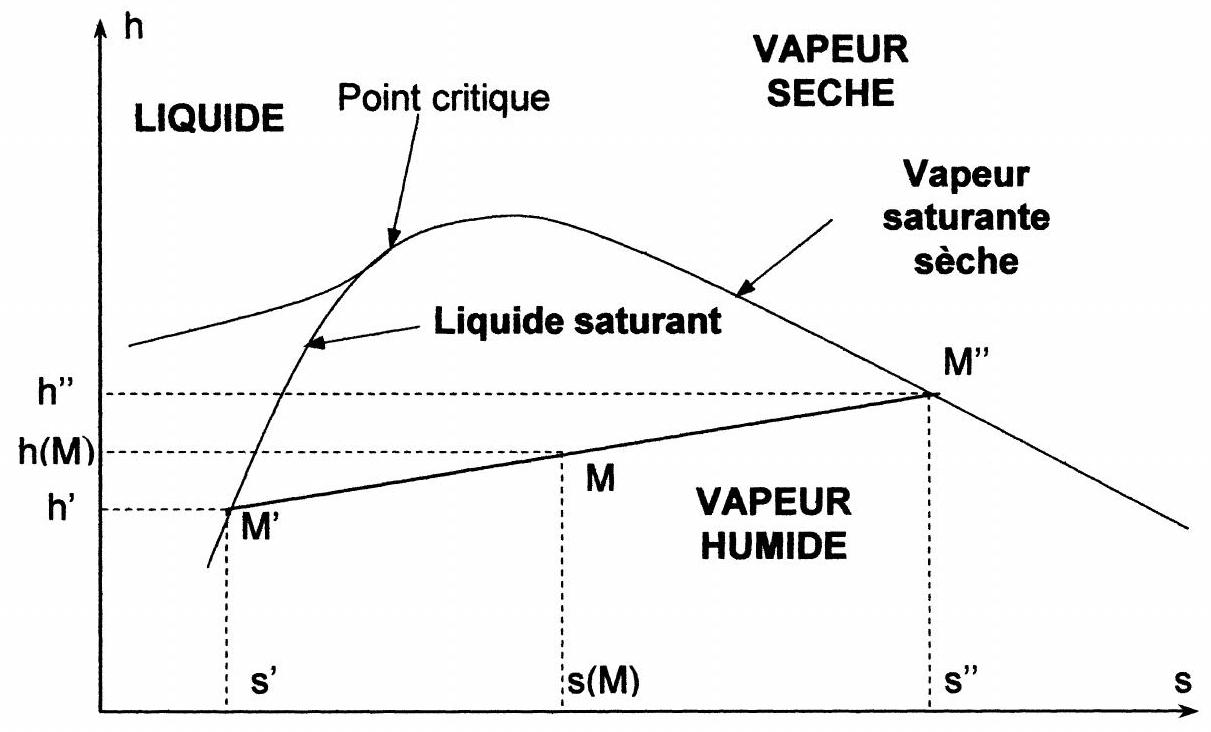 h
VAPEUR
SECHE
Point critique
LIQUIDE
Vapeur
saturante
sèche
Liquide saturant
M’’
h’’
h(M)
M
h’
M’
VAPEUR
HUMIDE
s’
s(M)
s’’
s